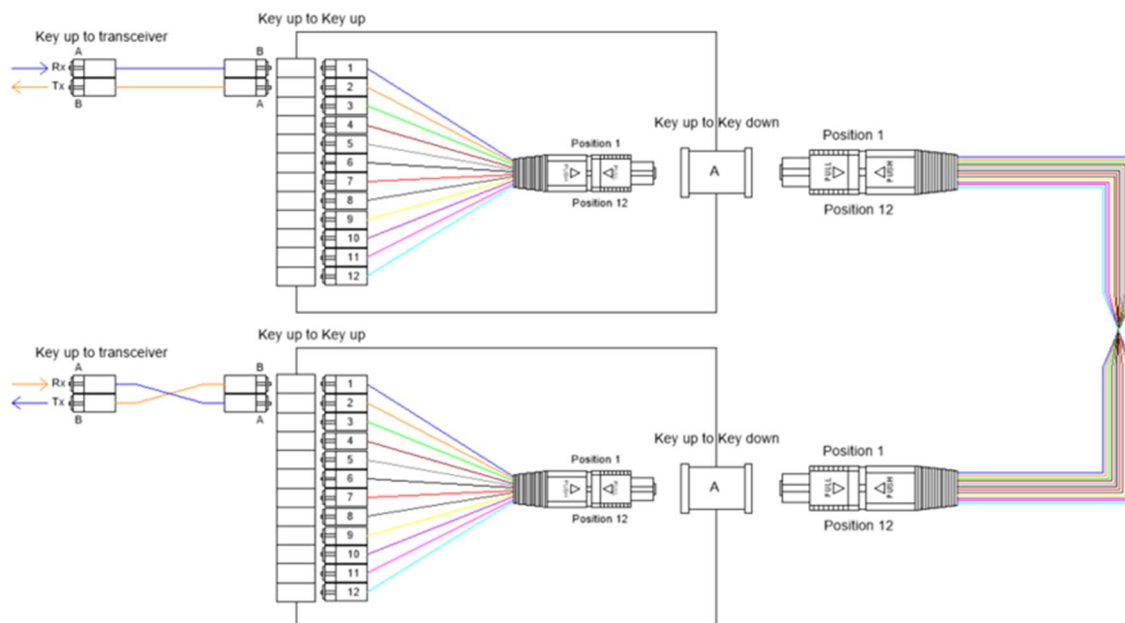 Key up to Key up
Key up to transceiver
A
B
Rx
Tx
B
A
1
2
3
4
5
6
7
8
9
10
11
12
Position 1
Position 12
Key up to Key down
A
Position 1
PULL
PUSH
Position 12
Key up to Key up
Key up to transceiver
A
B
Rx
Tx
B
A
1
2
3
4
5
6
7
8
9
10
11
12
Position 1
Position 12
Key up to Key down
A
Position 1
PULL
PUSH
Position 12